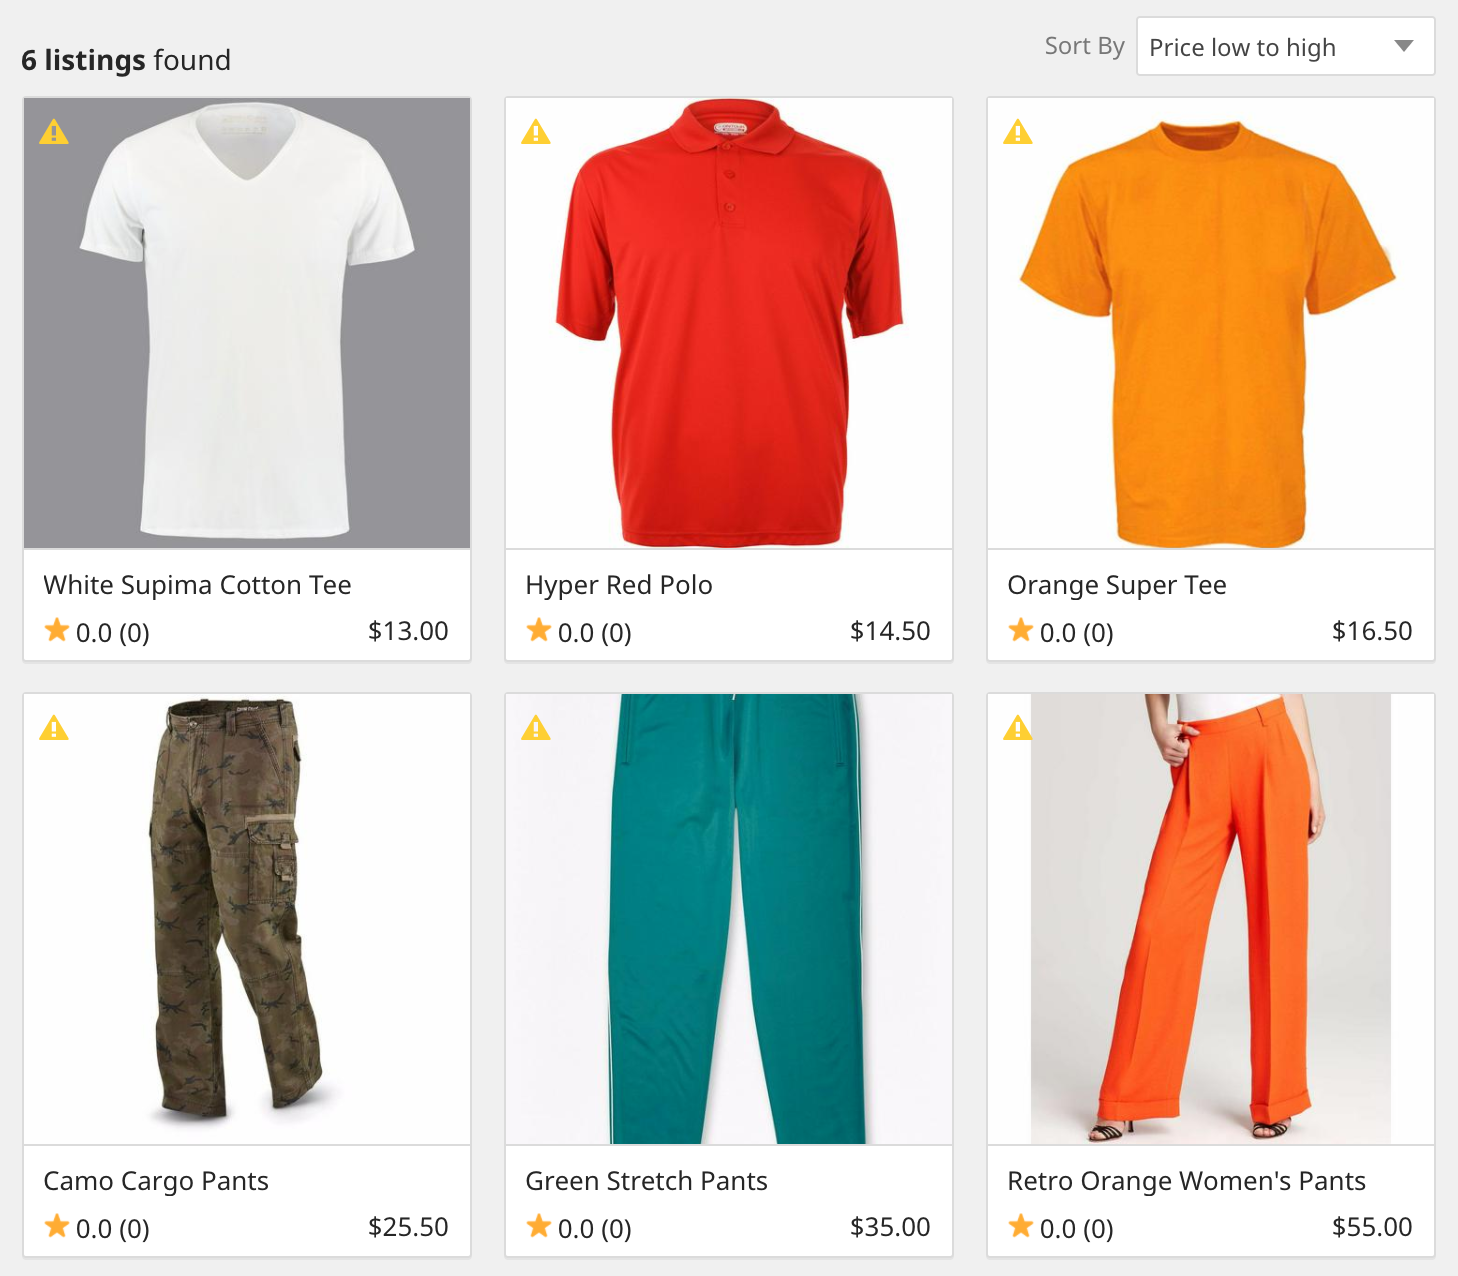 6 listings found
Sort By
Price low to high
White Supima Cotton Tee
0.0 (0)
$13.00
Hyper Red Polo
0.0 (0)
$14.50
Orange Super Tee
0.0 (0)
$16.50
Camo Cargo Pants
0.0 (0)
$25.50
Green Stretch Pants
0.0 (0)
$35.00
Retro Orange Women's Pants
0.0 (0)
$55.00